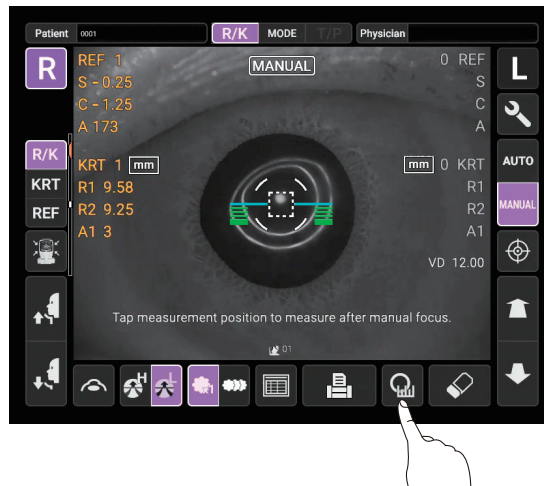 Patient 0001 R/K MODE T/P Physician
R
REF 1
S - 0.25
C - 1.25
A 173
MANUAL
0 REF
S
C
A
L
R/K
KRT
REF
KRT 1 mm
R1 9.58
R2 9.25
A1 3
mm 0 KRT
R1
R2
A1
VD 12.00
AUTO
MANUAL
Tap measurement position to measure after manual focus.
01
H
L
1